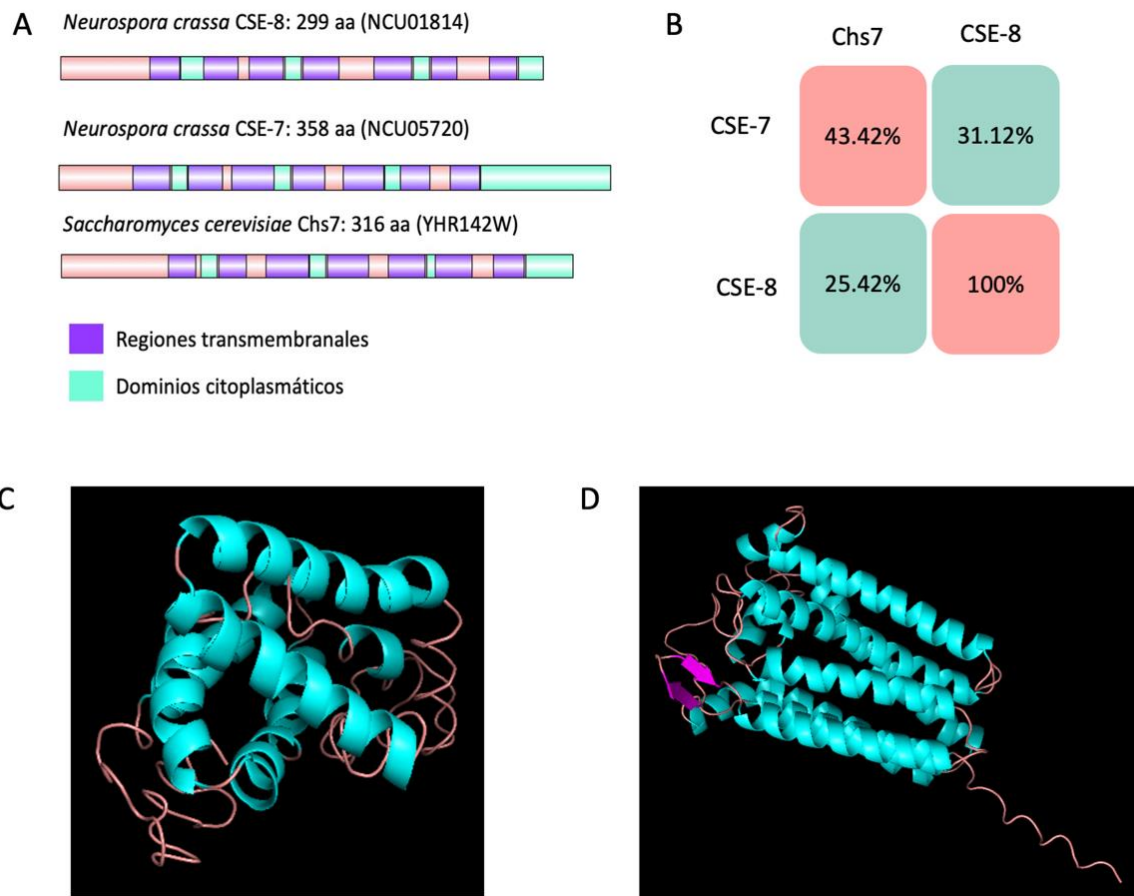 A
Neurospora crassa CSE-8: 299 aa (NCU01814)
Neurospora crassa CSE-7: 358 aa (NCU05720)
Saccharomyces cerevisiae Chs7: 316 aa (YHR142W)
Regiones transmembranales
Dominios citoplasmáticos
B
Chs7 CSE-8
CSE-7 43.42% 31.12%
CSE-8 25.42% 100%
C
D